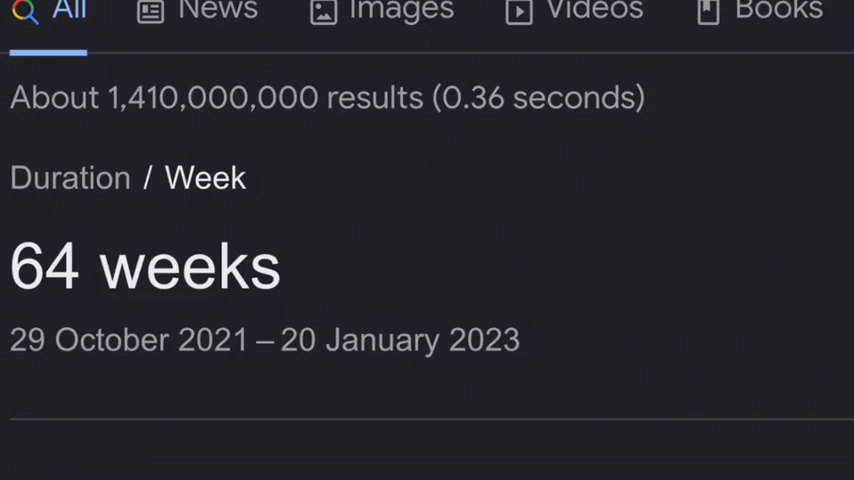 All News Images Videos Books
About 1,410,000,000 results (0.36 seconds)
Duration / Week
64 weeks
29 October 2021 – 20 January 2023